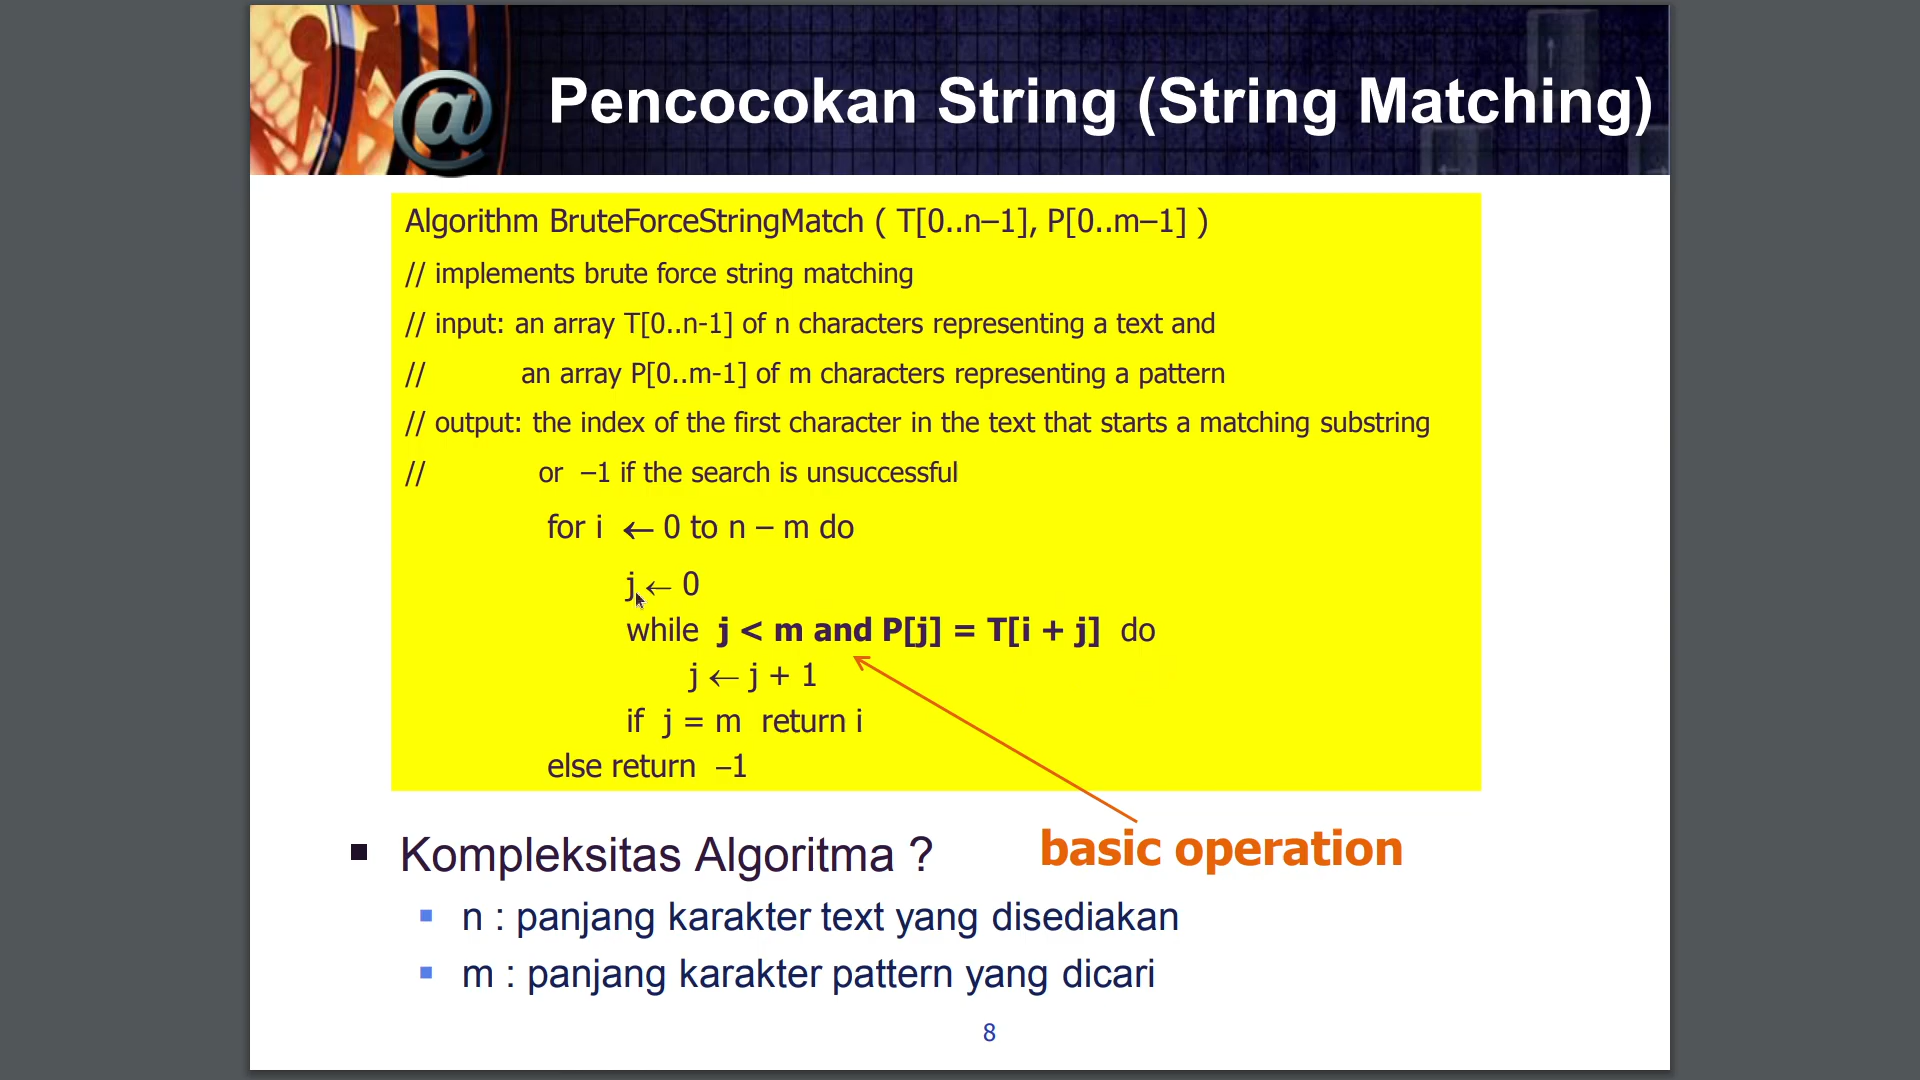 @ Pencocokan String (String Matching)
Algorithm BruteForceStringMatch ( T[0..n–1], P[0..m–1] )
// implements brute force string matching
// input: an array T[0..n-1] of n characters representing a text and
// an array P[0..m-1] of m characters representing a pattern
// output: the index of the first character in the text that starts a matching substring
// or –1 if the search is unsuccessful
for i ← 0 to n – m do
j ← 0
while j < m and P[j] = T[i + j] do
j ← j + 1
if j = m return i
else return –1
basic operation
▪ Kompleksitas Algoritma ?
▪ n : panjang karakter text yang disediakan
▪ m : panjang karakter pattern yang dicari
8